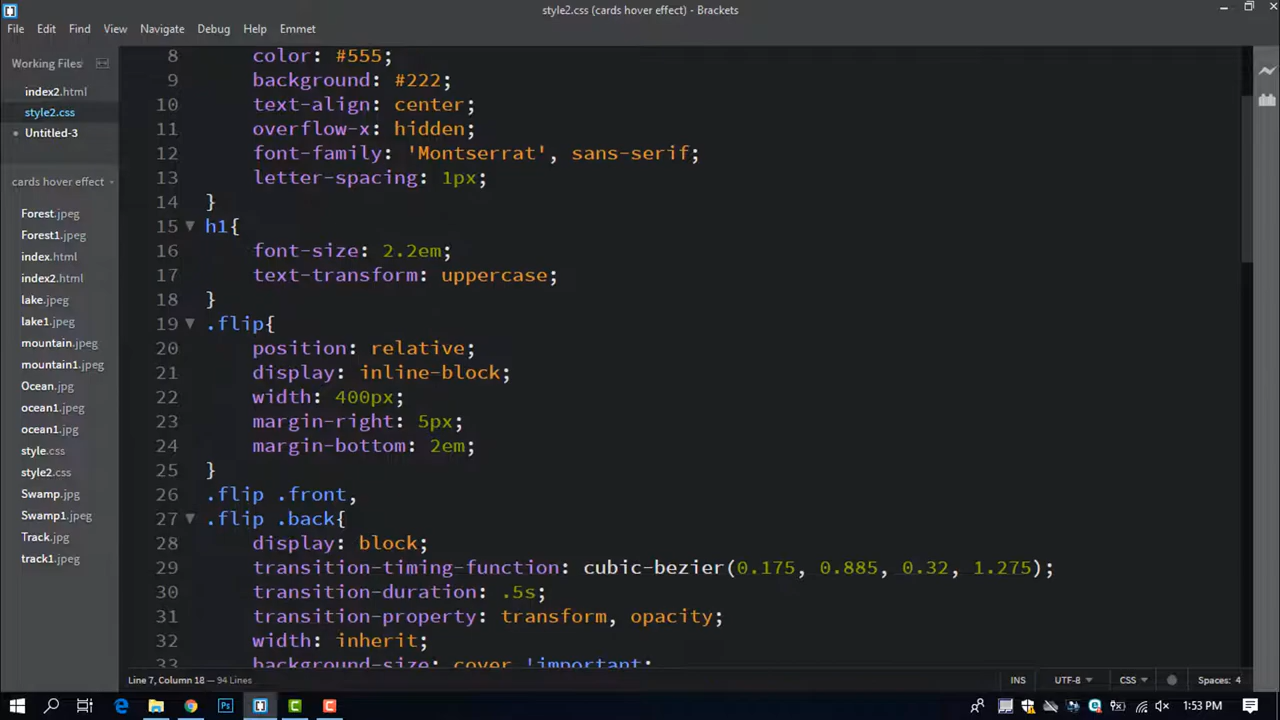 style2.css (cards hover effect) - Brackets
File Edit Find View Navigate Debug Help Emmet
Working Files
index2.html
style2.css
Untitled-3
cards hover effect
Forest.jpeg
Forest1.jpeg
index.html
index2.html
lake.jpeg
lake1.jpeg
mountain.jpeg
mountain1.jpeg
Ocean.jpg
ocean1.jpeg
ocean1.jpg
style.css
style2.css
Swamp.jpg
Swamp1.jpeg
Track.jpg
track1.jpeg
8 color: #555;
9 background: #222;
10 text-align: center;
11 overflow-x: hidden;
12 font-family: 'Montserrat', sans-serif;
13 letter-spacing: 1px;
14 }
15 h1{
16 font-size: 2.2em;
17 text-transform: uppercase;
18 }
19 .flip{
20 position: relative;
21 display: inline-block;
22 width: 400px;
23 margin-right: 5px;
24 margin-bottom: 2em;
25 }
26 .flip .front,
27 .flip .back{
28 display: block;
29 transition-timing-function: cubic-bezier(0.175, 0.885, 0.32, 1.275);
30 transition-duration: .5s;
31 transition-property: transform, opacity;
32 width: inherit;
33 background-size: cover !important;
Line 7, Column 18 — 94 Lines
INS UTF-8 CSS Spaces: 4
1:53 PM